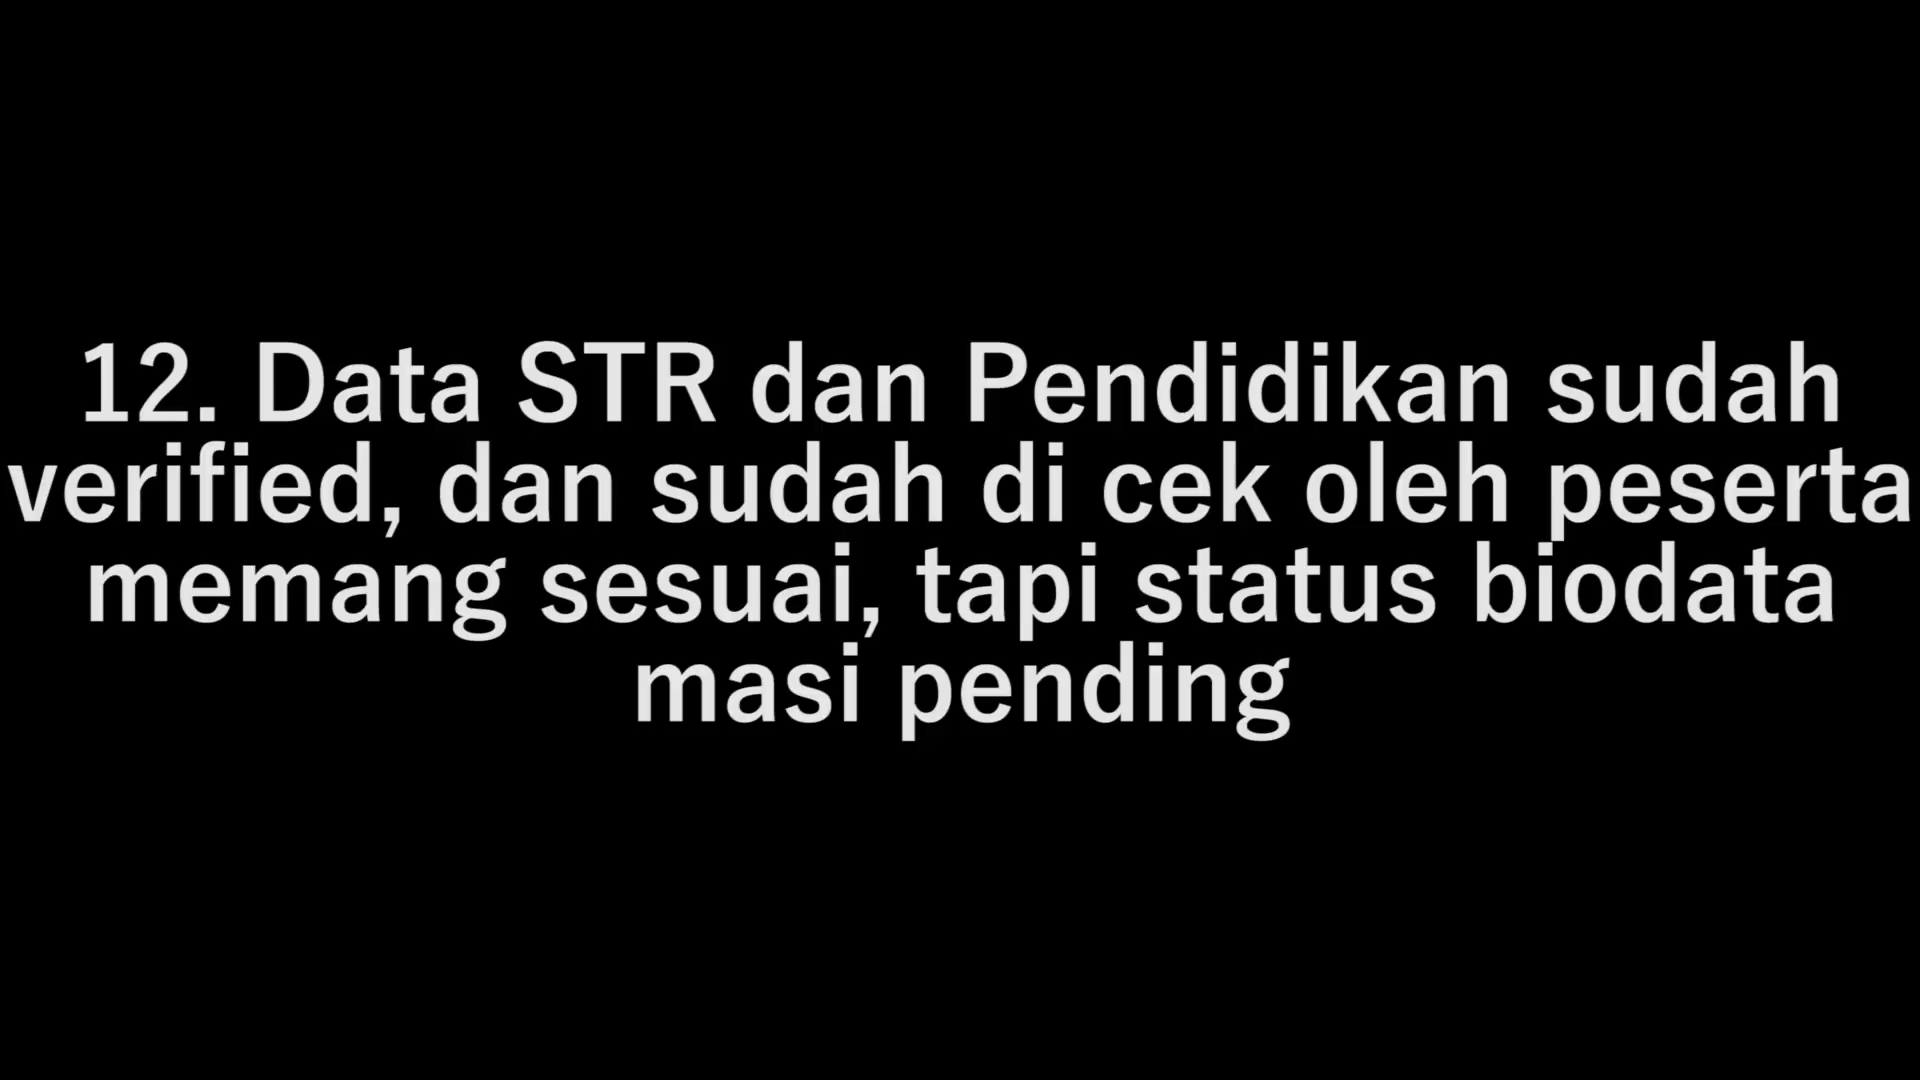 12. Data STR dan Pendidikan sudah
verified, dan sudah di cek oleh peserta
memang sesuai, tapi status biodata
masi pending